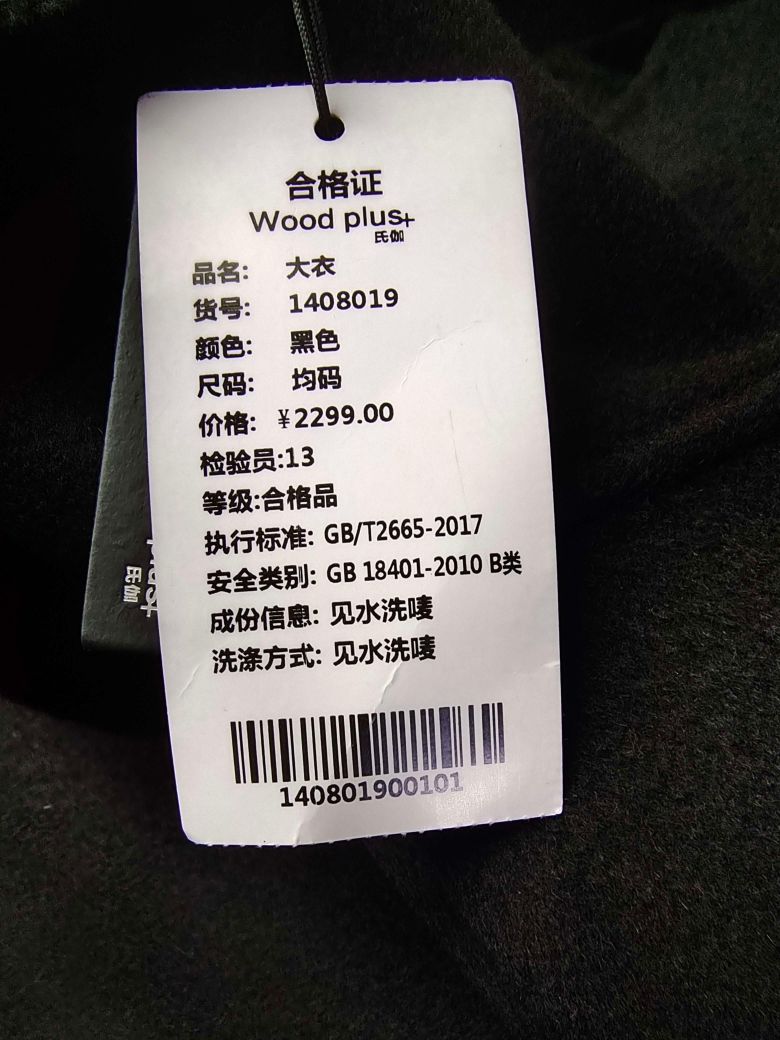 合格证
Wood plus+
氏伽
品名: 大衣
货号: 1408019
颜色: 黑色
尺码: 均码
价格: ¥2299.00
检验员:13
等级:合格品
执行标准: GB/T2665-2017
安全类别: GB 18401-2010 B类
成份信息: 见水洗唛
洗涤方式: 见水洗唛
140801900101
plus+
氏伽